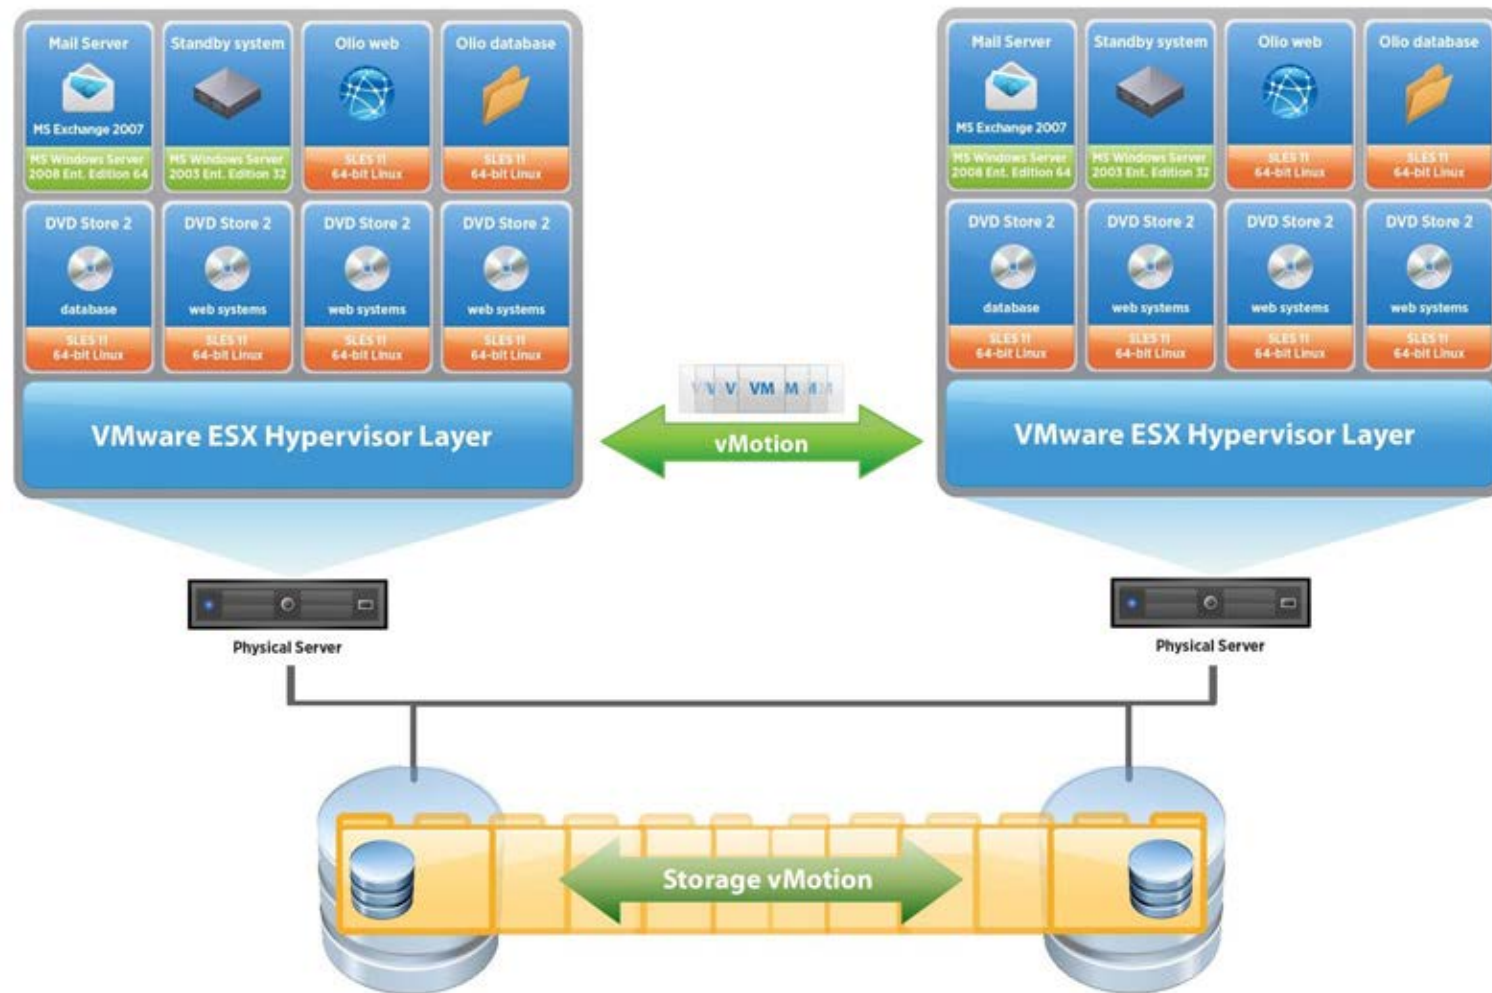 Mail Server
MS Exchange 2007
MS Windows Server
2008 Ent. Edition 64
Standby system
MS Windows Server
2003 Ent. Edition 32
Olio web
SLES 11
64-bit Linux
Olio database
SLES 11
64-bit Linux
DVD Store 2
database
SLES 11
64-bit Linux
DVD Store 2
web systems
SLES 11
64-bit Linux
DVD Store 2
web systems
SLES 11
64-bit Linux
DVD Store 2
web systems
SLES 11
64-bit Linux
VMware ESX Hypervisor Layer
Physical Server
VM
vMotion
Mail Server
MS Exchange 2007
MS Windows Server
2008 Ent. Edition 64
Standby system
MS Windows Server
2003 Ent. Edition 32
Olio web
SLES 11
64-bit Linux
Olio database
SLES 11
64-bit Linux
DVD Store 2
database
SLES 11
64-bit Linux
DVD Store 2
web systems
SLES 11
64-bit Linux
DVD Store 2
web systems
SLES 11
64-bit Linux
DVD Store 2
web systems
SLES 11
64-bit Linux
VMware ESX Hypervisor Layer
Physical Server
Storage vMotion